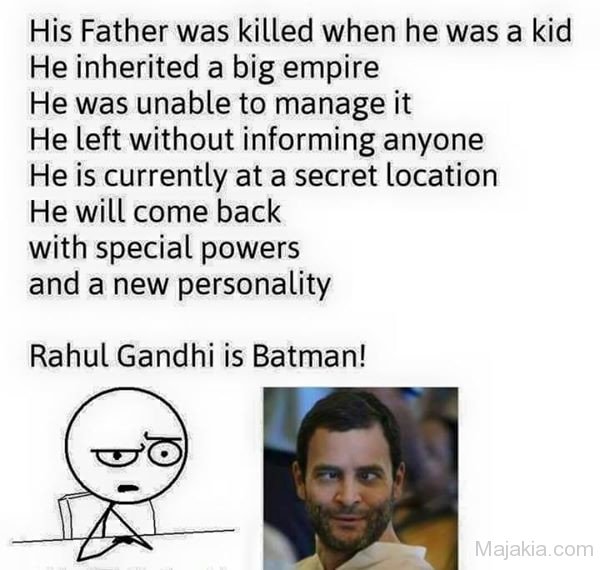 His Father was killed when he was a kid
He inherited a big empire
He was unable to manage it
He left without informing anyone
He is currently at a secret location
He will come back
with special powers
and a new personality
Rahul Gandhi is Batman!
Majakia.com